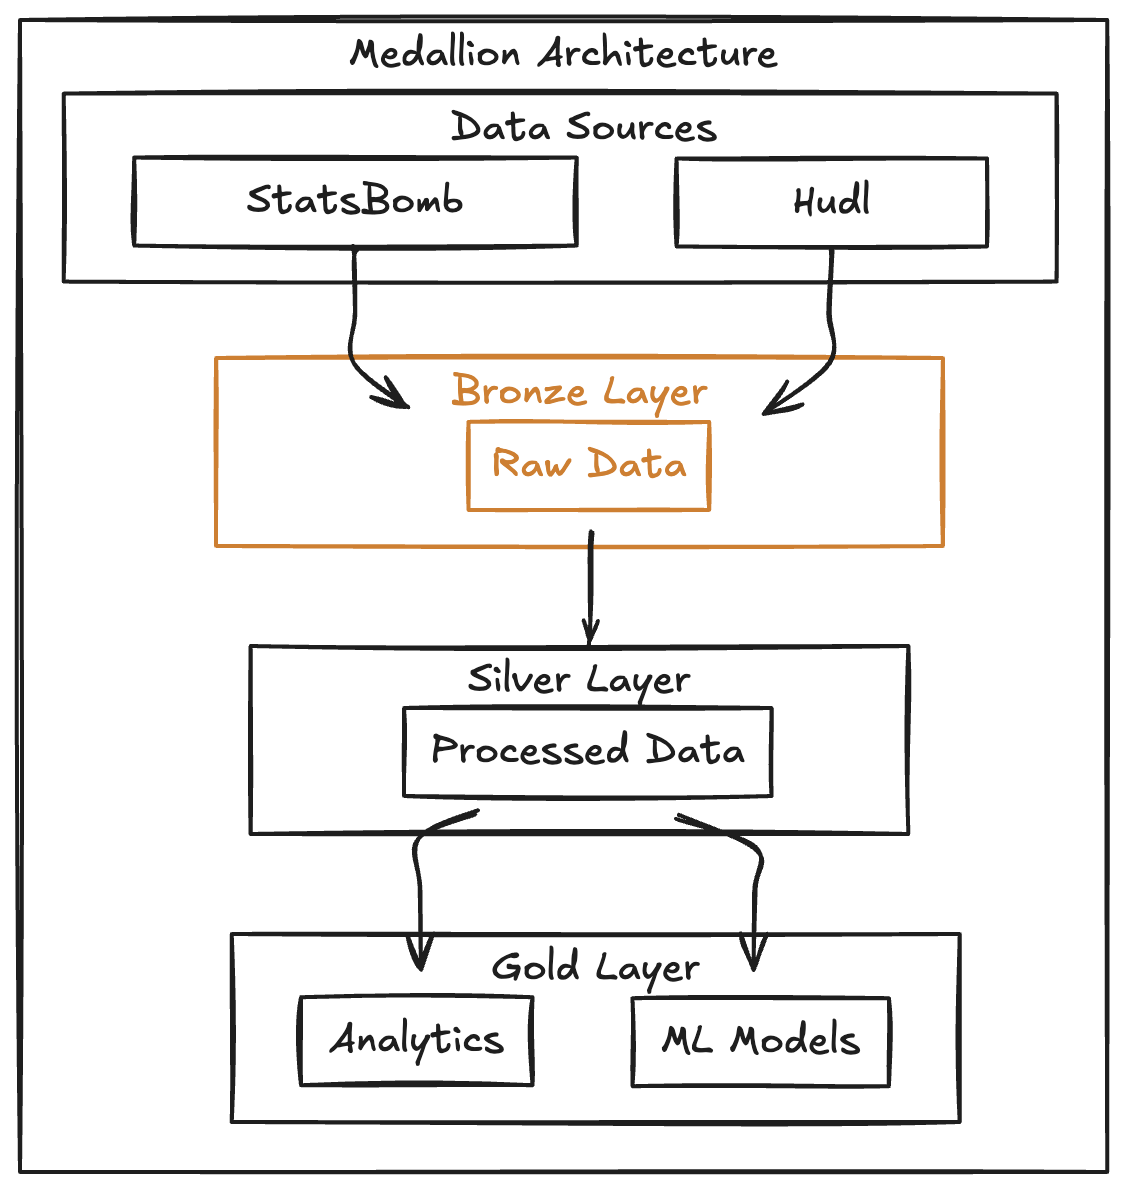 Medallion Architecture
Data Sources
StatsBomb
Hudl
Bronze Layer
Raw Data
Silver Layer
Processed Data
Gold Layer
Analytics
ML Models